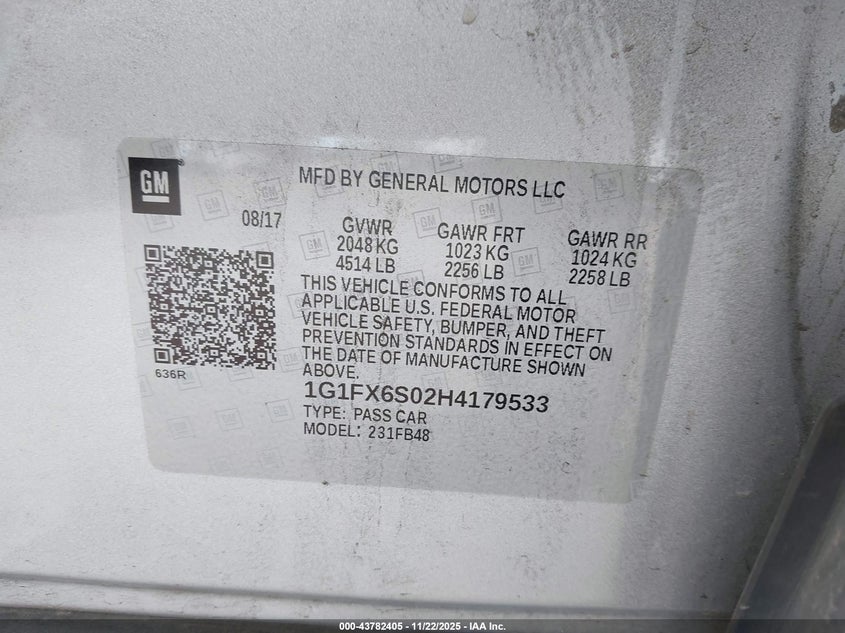 GM
MFD BY GENERAL MOTORS LLC
08/17
GVWR GAWR FRT GAWR RR
2048 KG 1023 KG 1024 KG
4514 LB 2256 LB 2258 LB
THIS VEHICLE CONFORMS TO ALL
APPLICABLE U.S. FEDERAL MOTOR
VEHICLE SAFETY, BUMPER, AND THEFT
PREVENTION STANDARDS IN EFFECT ON
THE DATE OF MANUFACTURE SHOWN
ABOVE.
636R
1G1FX6S02H4179533
TYPE: PASS CAR
MODEL: 231FB48
000-43782405 - 11/22/2025 - IAA Inc.